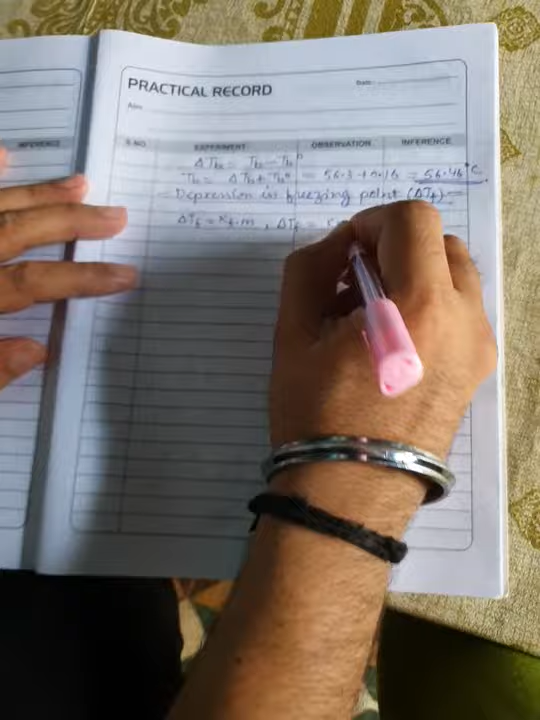 PRACTICAL RECORD
Date:
Aim:
INFERENCE
S.NO. EXPERIMENT OBSERVATION INFERENCE
ΔTb = Tb - Tb°
Tb = ΔTb + Tb° = 56.3 + 0.16 = 56.46°C
Depression in freezing point (ΔTf) —
ΔTf = Kf.m , ΔTf =